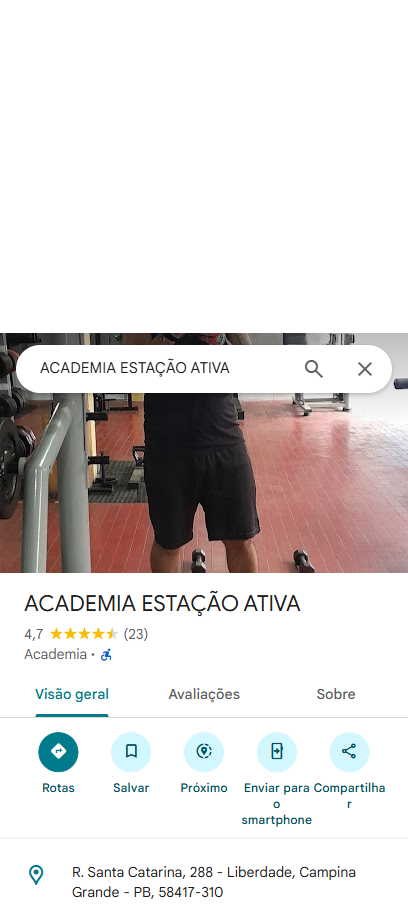 ACADEMIA ESTAÇÃO ATIVA
ACADEMIA ESTAÇÃO ATIVA
4,7 (23)
Academia ·
Visão geral Avaliações Sobre
Rotas Salvar Próximo Enviar para o smartphone Compartilhar
R. Santa Catarina, 288 - Liberdade, Campina
Grande - PB, 58417-310